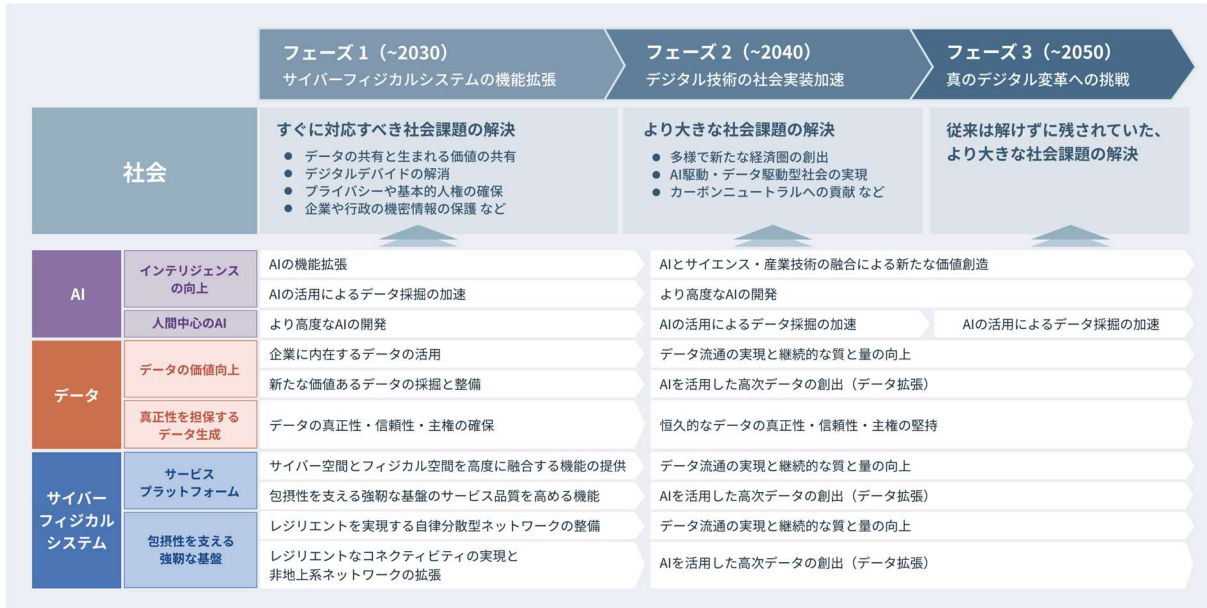 フェーズ 1（~2030）
サイバーフィジカルシステムの機能拡張
フェーズ 2（~2040）
デジタル技術の社会実装加速
フェーズ 3（~2050）
真のデジタル変革への挑戦
社会
すぐに対応すべき社会課題の解決
● データの共有と生まれる価値の共有
● デジタルデバイドの解消
● プライバシーや基本的人権の確保
● 企業や行政の機密情報の保護 など
より大きな社会課題の解決
● 多様で新たな経済圏の創出
● AI駆動・データ駆動型社会の実現
● カーボンニュートラルへの貢献 など
従来は解けずに残されていた、
より大きな社会課題の解決
AI
インテリジェンス
の向上
AIの機能拡張
AIとサイエンス・産業技術の融合による新たな価値創造
AIの活用によるデータ採掘の加速
より高度なAIの開発
人間中心のAI
より高度なAIの開発
AIの活用によるデータ採掘の加速
AIの活用によるデータ採掘の加速
データ
データの価値向上
企業に内在するデータの活用
データ流通の実現と継続的な質と量の向上
新たな価値あるデータの採掘と整備
AIを活用した高次データの創出（データ拡張）
真正性を担保する
データ生成
データの真正性・信頼性・主権の確保
恒久的なデータの真正性・信頼性・主権の堅持
サイバー
フィジカル
システム
サービス
プラットフォーム
サイバー空間とフィジカル空間を高度に融合する機能の提供
データ流通の実現と継続的な質と量の向上
包摂性を支える強靭な基盤のサービス品質を高める機能
AIを活用した高次データの創出（データ拡張）
包摂性を支える
強靭な基盤
レジリエントを実現する自律分散型ネットワークの整備
データ流通の実現と継続的な質と量の向上
レジリエントなコネクティビティの実現と
非地上系ネットワークの拡張
AIを活用した高次データの創出（データ拡張）